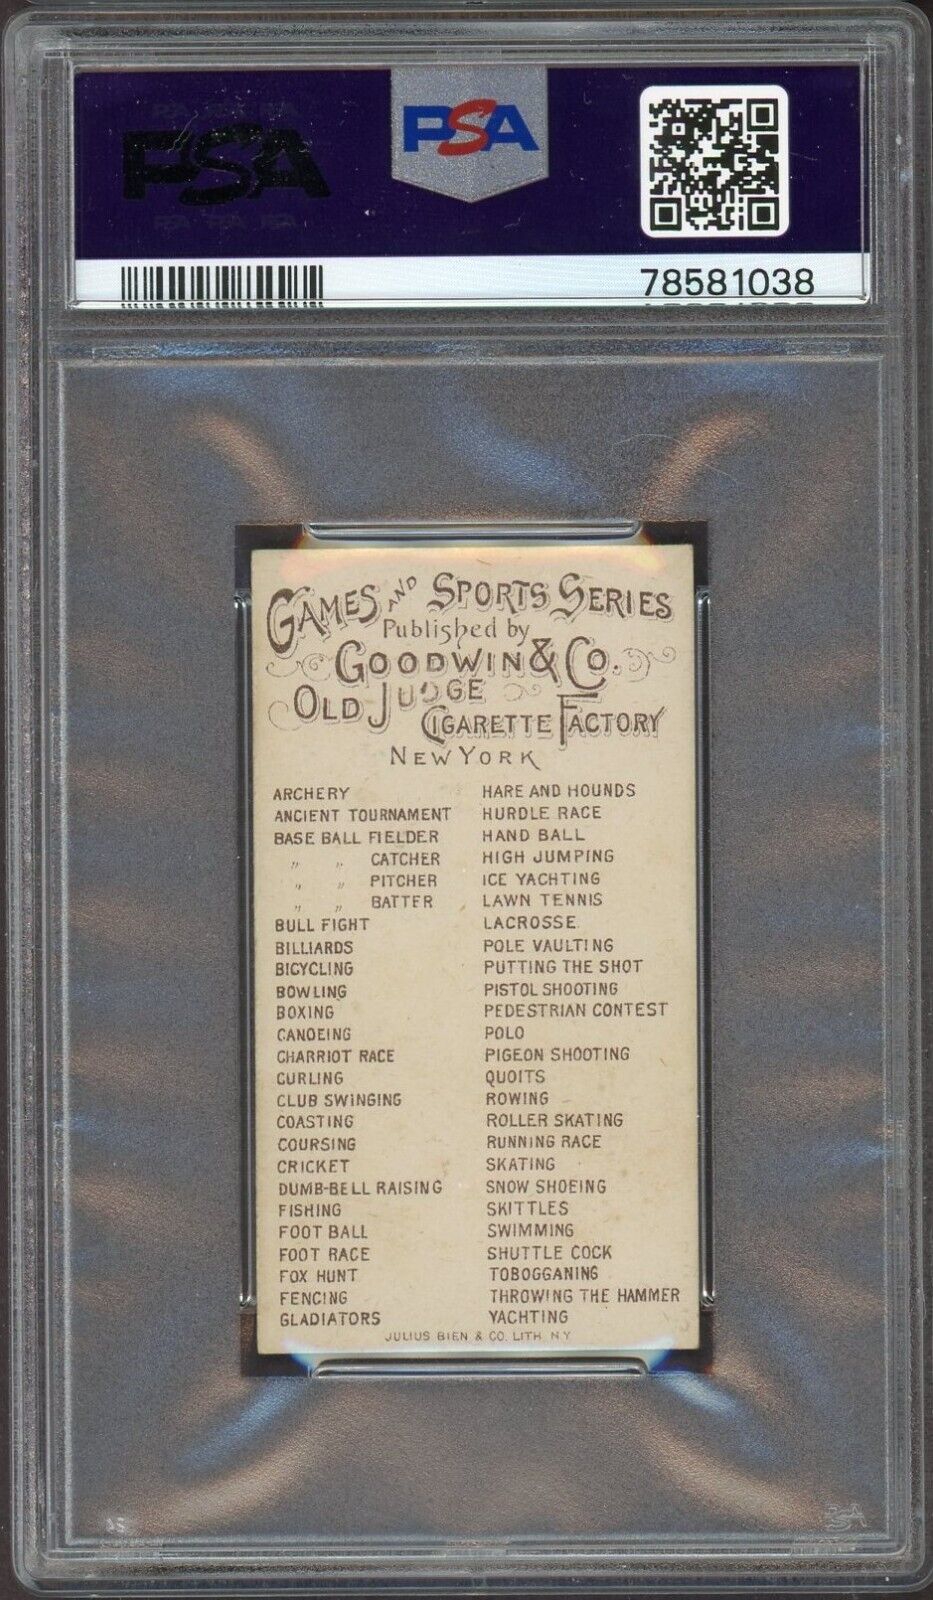 PSA
PSA
78581038
GAMES AND SPORTS SERIES
Published by
GOODWIN & CO.
OLD JUDGE
CIGARETTE FACTORY
NEW YORK
ARCHERY
ANCIENT TOURNAMENT
BASE BALL FIELDER
" " CATCHER
" " PITCHER
" " BATTER
BULL FIGHT
BILLIARDS
BICYCLING
BOWLING
BOXING
CANOEING
CHARRIOT RACE
CURLING
CLUB SWINGING
COASTING
COURSING
CRICKET
DUMB-BELL RAISING
FISHING
FOOT BALL
FOOT RACE
FOX HUNT
FENCING
GLADIATORS
HARE AND HOUNDS
HURDLE RACE
HAND BALL
HIGH JUMPING
ICE YACHTING
LAWN TENNIS
LACROSSE
POLE VAULTING
PUTTING THE SHOT
PISTOL SHOOTING
PEDESTRIAN CONTEST
POLO
PIGEON SHOOTING
QUOITS
ROWING
ROLLER SKATING
RUNNING RACE
SKATING
SNOW SHOEING
SKITTLES
SWIMMING
SHUTTLE COCK
TOBOGGANING
THROWING THE HAMMER
YACHTING
JULIUS BIEN & CO. LITH. N.Y.